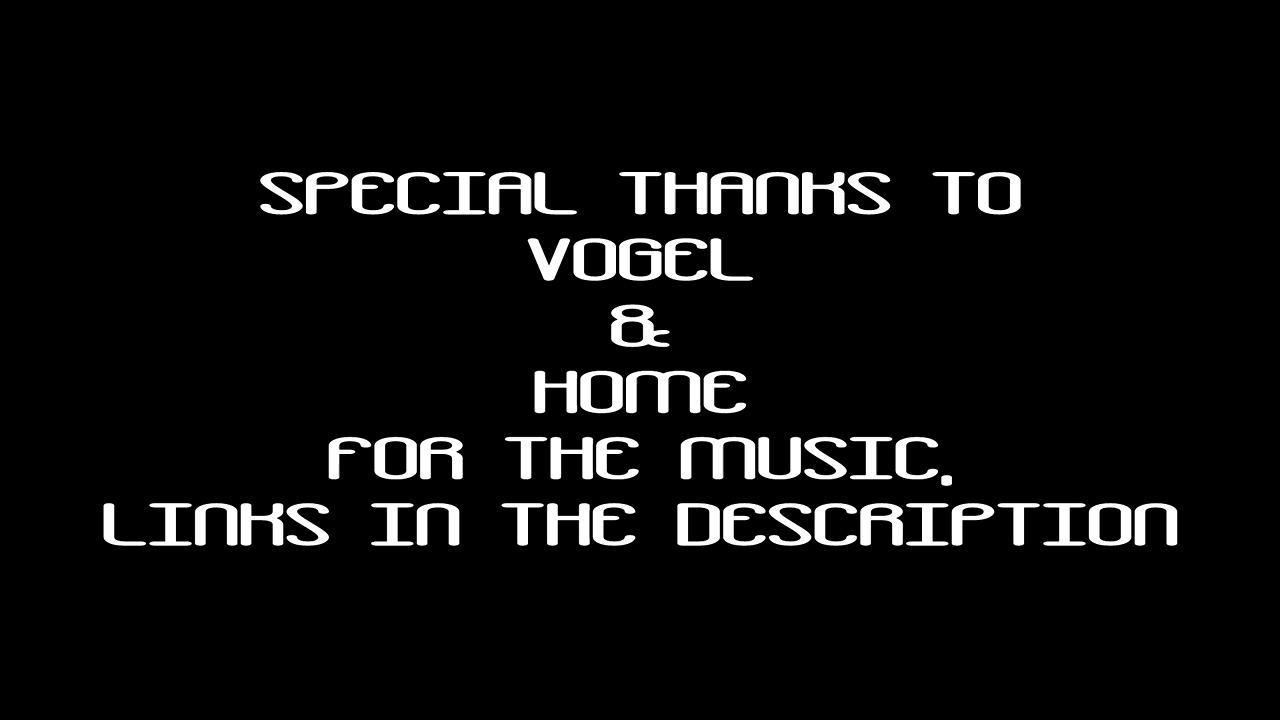 SPECIAL THANKS TO
VOGEL
&
HOME
FOR THE MUSIC.
LINKS IN THE DESCRIPTION